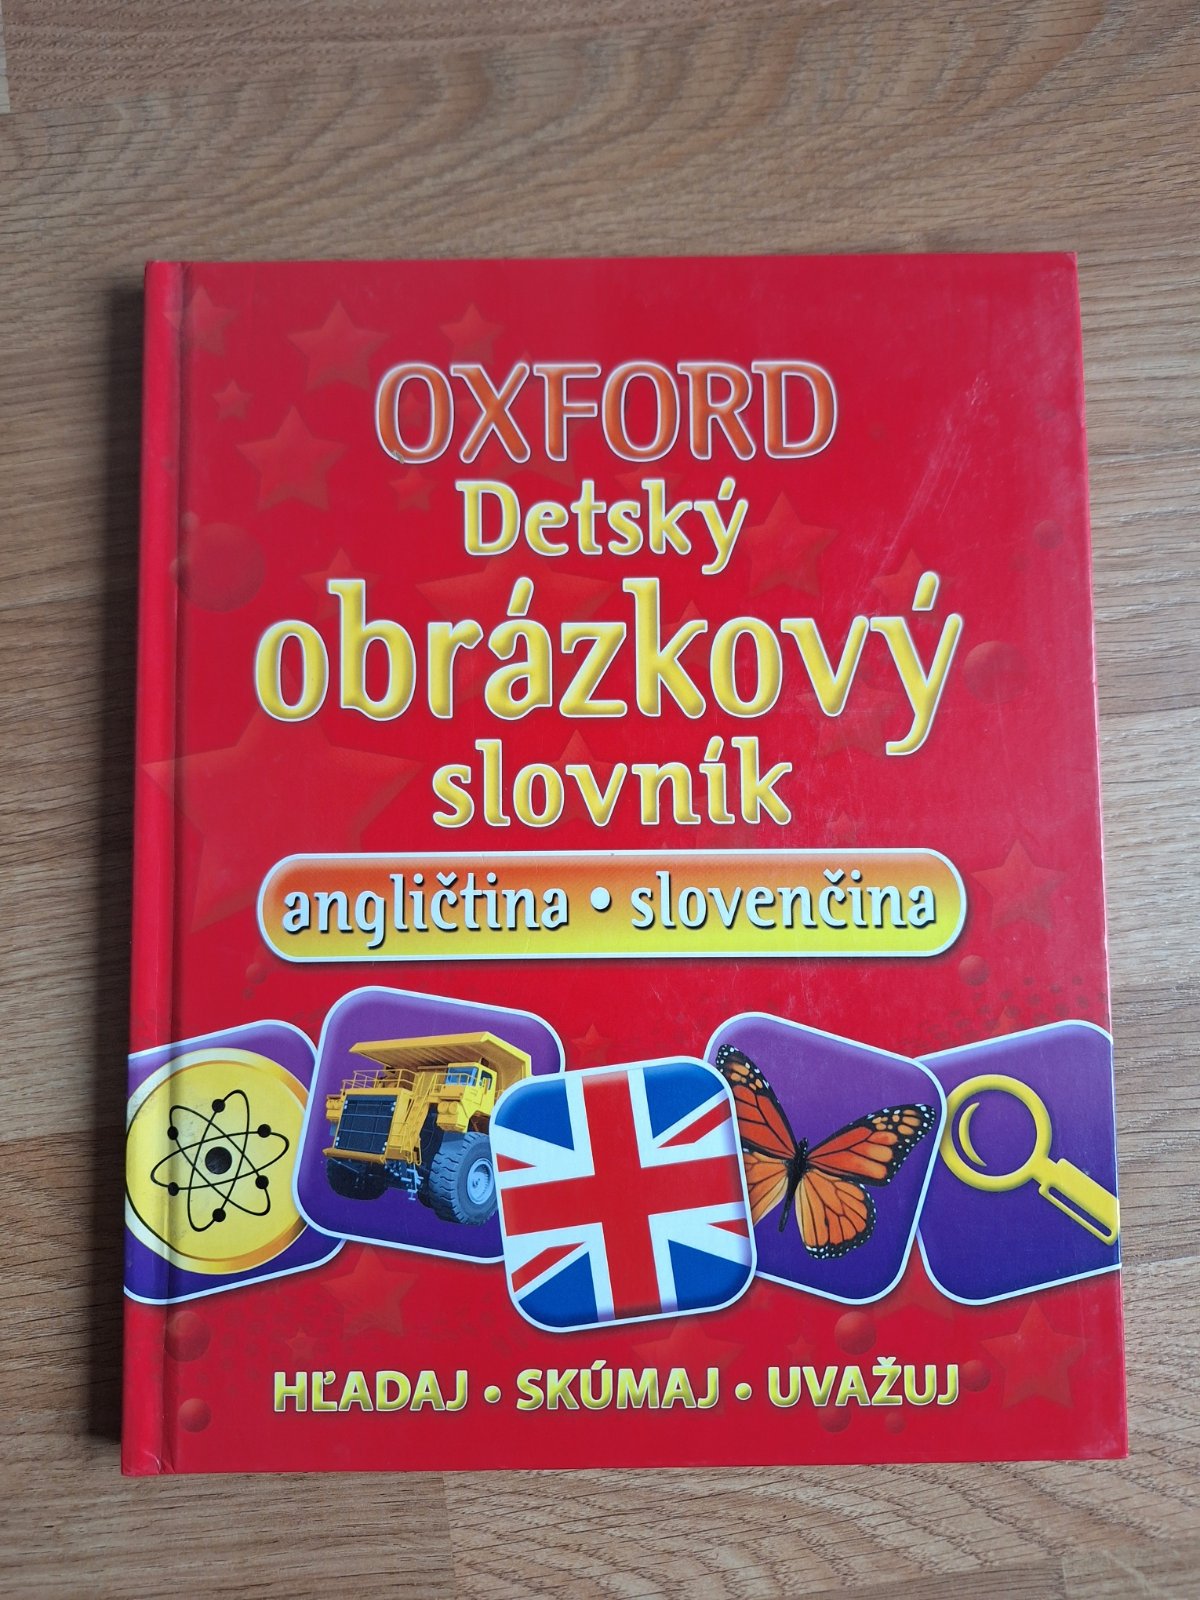 OXFORD
Detský
obrázkový
slovník
angličtina • slovenčina
HĽADAJ • SKÚMAJ • UVAŽUJ